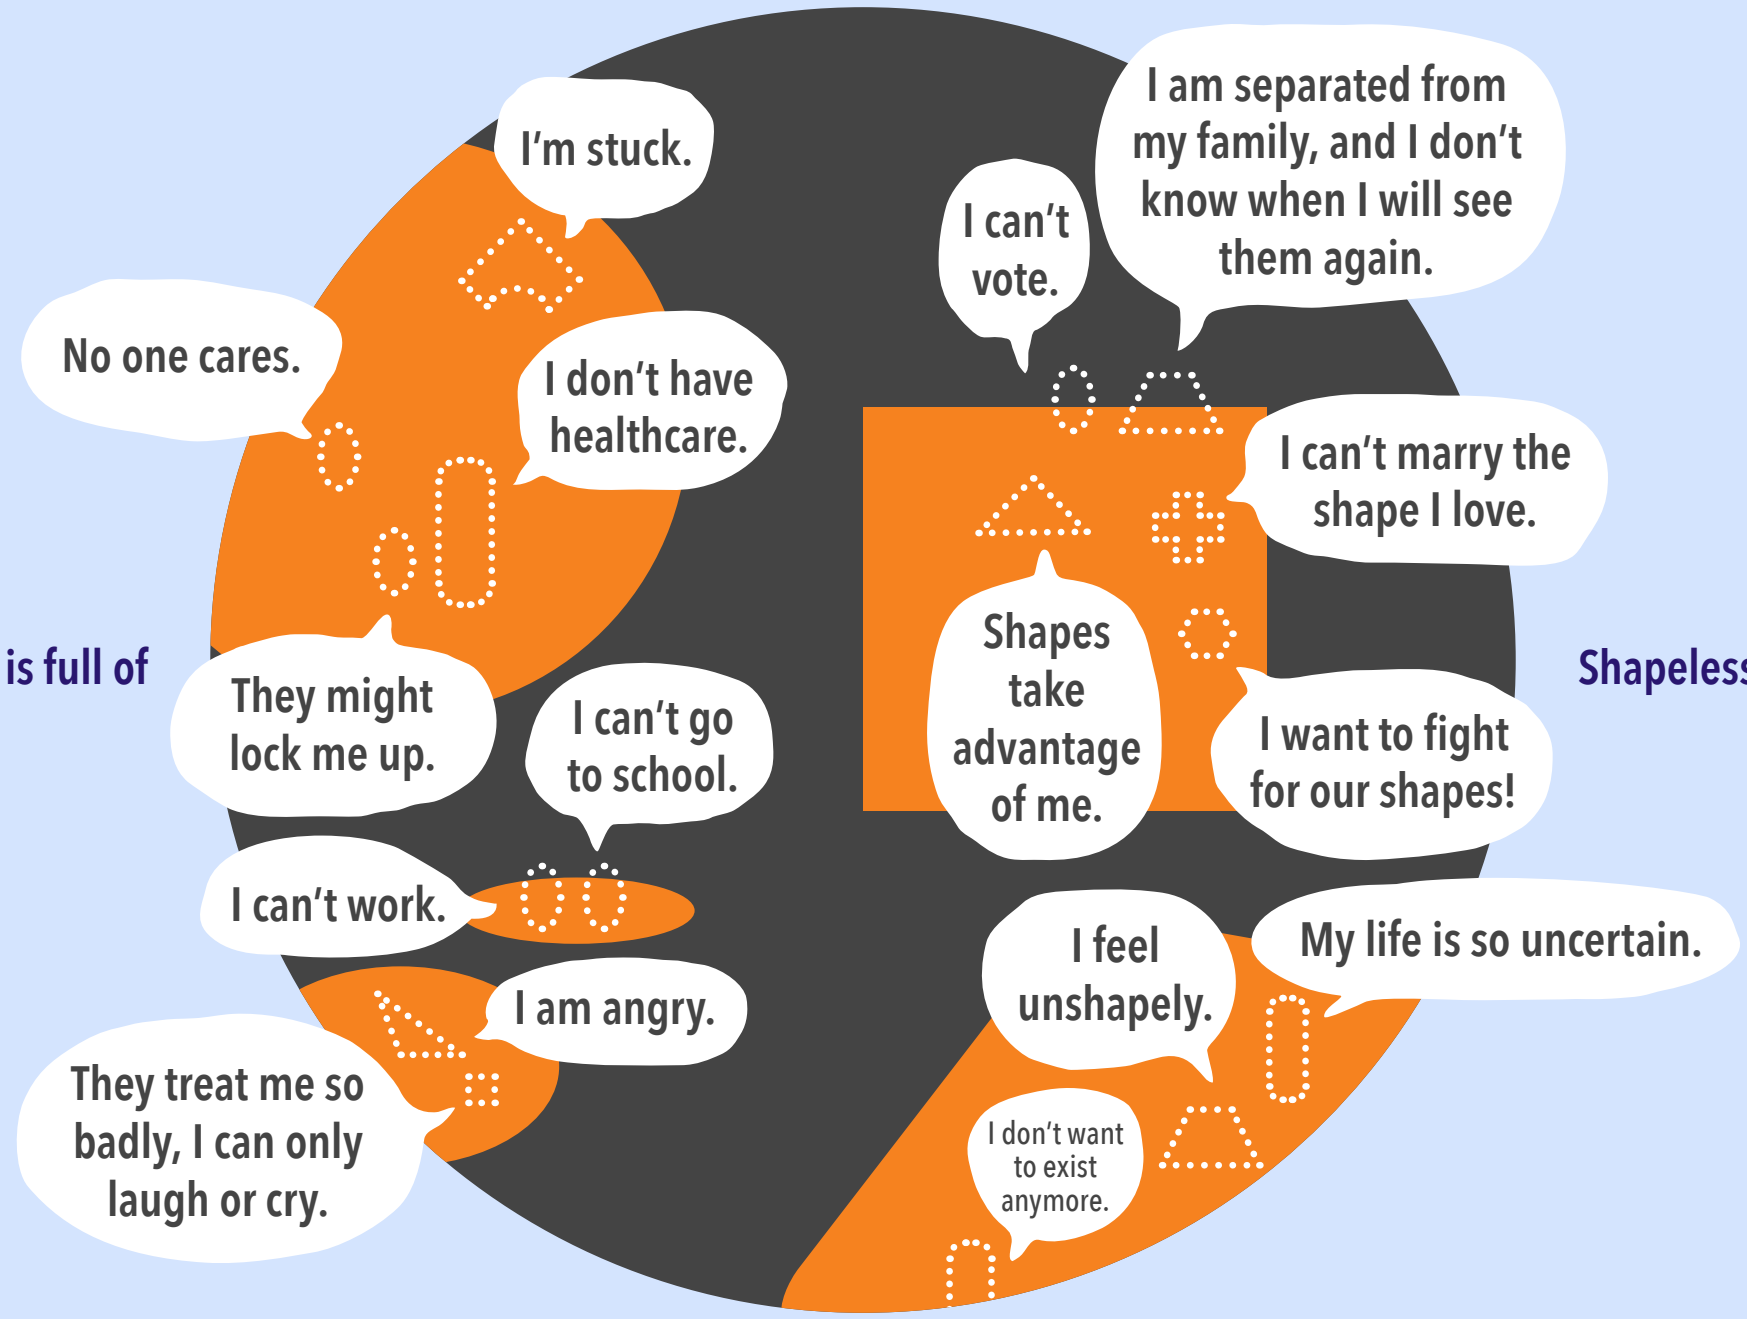 I'm stuck.
I am separated from
my family, and I don't
know when I will see
them again.
I can't
vote.
No one cares.
I don't have
healthcare.
I can't marry the
shape I love.
is full of
They might
lock me up.
I can't go
to school.
Shapes
take
advantage
of me.
I want to fight
for our shapes!
Shapeless
I can't work.
I feel
unshapely.
My life is so uncertain.
I am angry.
They treat me so
badly, I can only
laugh or cry.
I don't want
to exist
anymore.